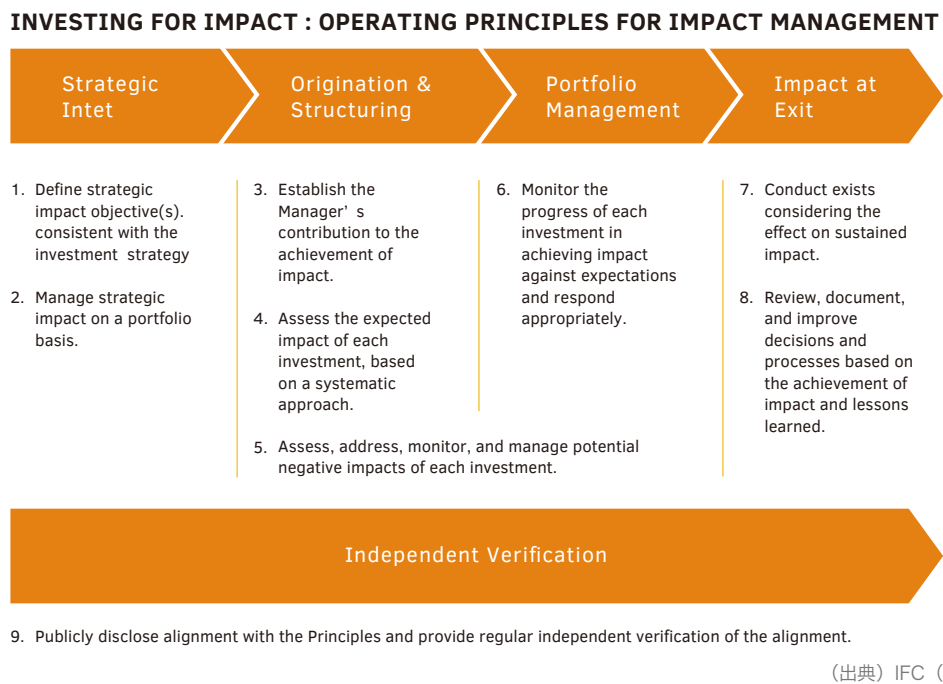 INVESTING FOR IMPACT : OPERATING PRINCIPLES FOR IMPACT MANAGEMENT
Strategic
Intet
Origination &
Structuring
Portfolio
Management
Impact at
Exit
1. Define strategic
impact objective(s).
consistent with the
investment strategy
2. Manage strategic
impact on a portfolio
basis.
3. Establish the
Manager' s
contribution to the
achievement of
impact.
4. Assess the expected
impact of each
investment, based
on a systematic
approach.
5. Assess, address, monitor, and manage potential
negative impacts of each investment.
6. Monitor the
progress of each
investment in
achieving impact
against expectations
and respond
appropriately.
7. Conduct exists
considering the
effect on sustained
impact.
8. Review, document,
and improve
decisions and
processes based on
the achievement of
impact and lessons
learned.
Independent Verification
9. Publicly disclose alignment with the Principles and provide regular independent verification of the alignment.
（出典）IFC（